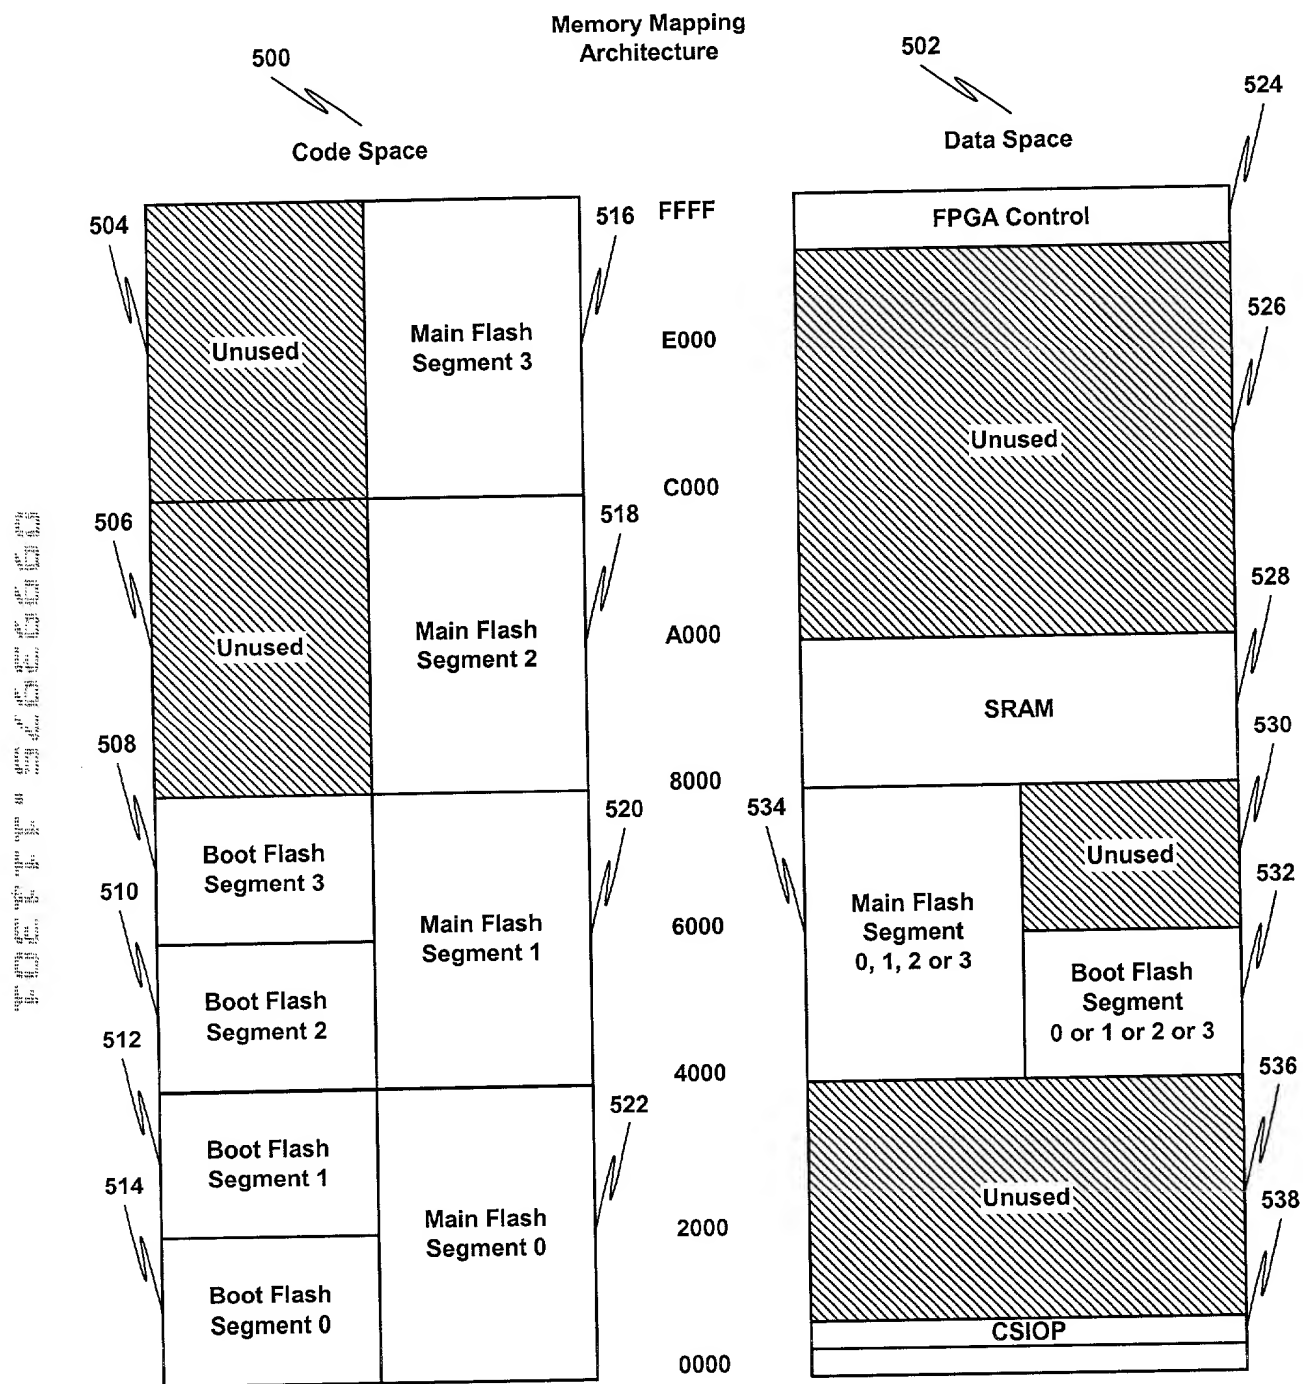 Memory Mapping
Architecture
500
502
524
Code Space
Data Space
504
516
FFFF
FPGA Control
526
Unused
Main Flash
Segment 3
E000
Unused
C000
506
518
528
Unused
Main Flash
Segment 2
A000
SRAM
508
530
8000
534
520
Boot Flash
Segment 3
Unused
510
532
Main Flash
Segment 1
6000
Main Flash
Segment
0, 1, 2 or 3
Boot Flash
Segment 2
Boot Flash
Segment
0 or 1 or 2 or 3
512
4000
536
522
Boot Flash
Segment 1
514
Unused
538
Main Flash
Segment 0
2000
Boot Flash
Segment 0
CSIOP
0000